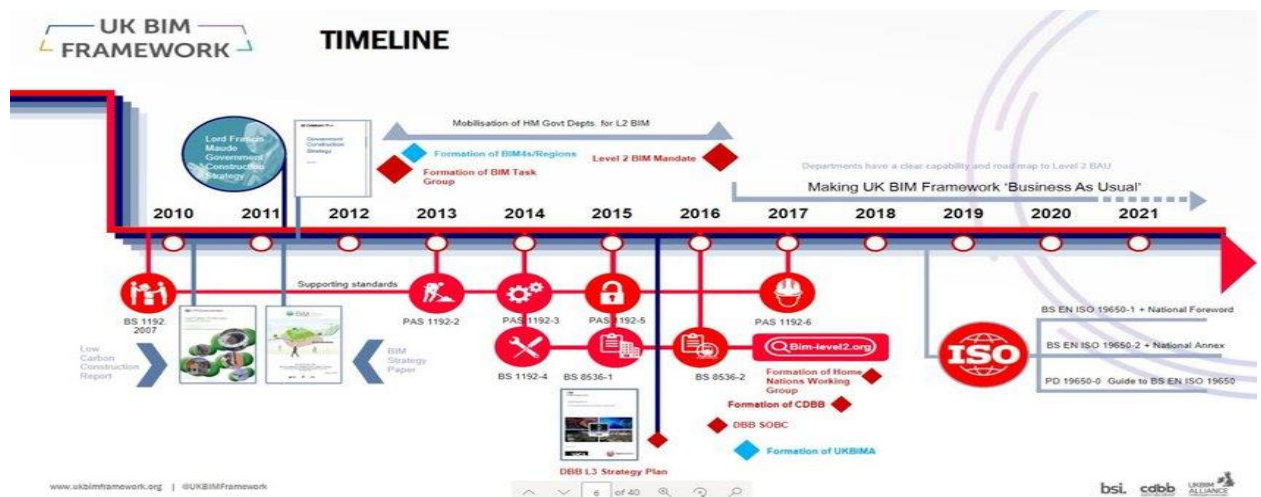 UK BIM
FRAMEWORK
TIMELINE
Lord Francis
Maude
Government
Construction
Strategy
Government
Construction
Strategy
Mobilisation of HM Govt Depts. for L2 BIM
Formation of BIM4s/Regions
Formation of BIM Task
Group
Level 2 BIM Mandate
Departments have a clear capability and road map to Level 2 BAU
Making UK BIM Framework 'Business As Usual'
2010 2011 2012 2013 2014 2015 2016 2017 2018 2019 2020 2021
Supporting standards
BS 1192.
2007
PAS 1192-2
PAS 1192-3
PAS 1192-5
PAS 1192-6
Low
Carbon
Construction
Report
BIM
Strategy
Paper
BS 1192-4
BS 8536-1
BS 8536-2
Bim-level2.org
Formation of Home
Nations Working
Group
Formation of CDBB
DBB SOBC
Formation of UKBIMA
DBB L3 Strategy Plan
ISO
BS EN ISO 19650-1 + National Foreword
BS EN ISO 19650-2 + National Annex
PD 19650-0 Guide to BS EN ISO 19650
www.ukbimframework.org | @UKBIMFramework
6 of 40
bsi. cdbb UKBIM
ALLIANCE